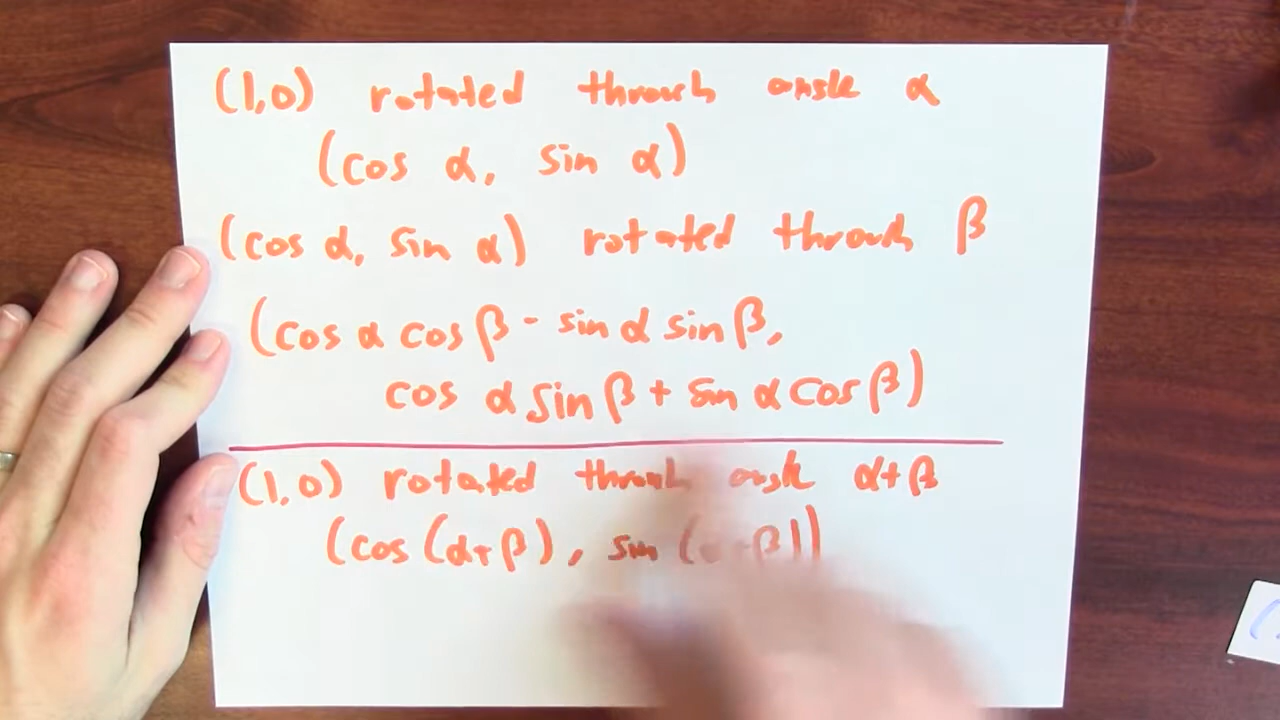 (1,0) rotated through angle α
(cos α, sin α)
(cos α, sin α) rotated through β
(cos α cos β - sin α sin β,
cos α sin β + sin α cos β)
(1,0) rotated through angle α+β
(cos (α+β), sin (α+β))